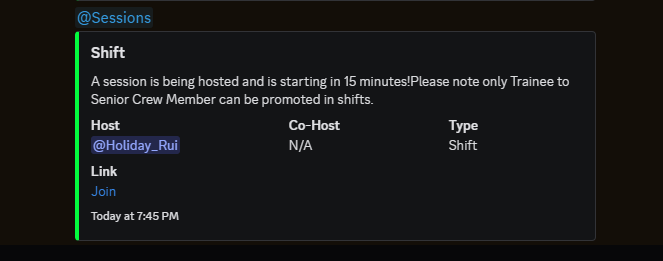 @Sessions
Shift
A session is being hosted and is starting in 15 minutes!Please note only Trainee to
Senior Crew Member can be promoted in shifts.
Host Co-Host Type
@Holiday_Rui N/A Shift
Link
Join
Today at 7:45 PM